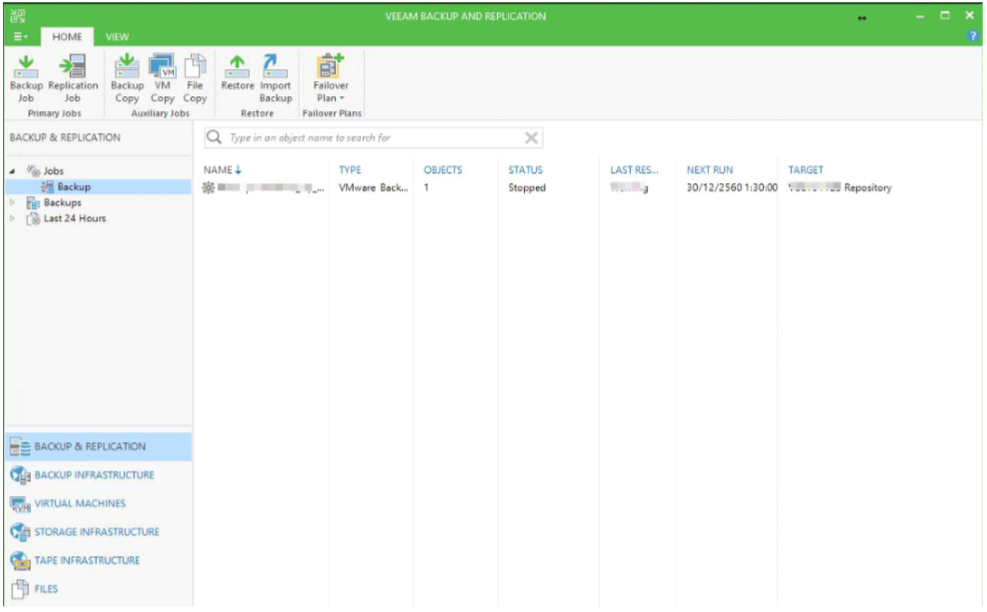 VEEAM BACKUP AND REPLICATION
HOME VIEW
Backup Job
Replication Job
Backup Copy
VM Copy
File Copy
Restore
Import Backup
Failover Plan
Primary Jobs
Auxiliary Jobs
Restore
Failover Plans
BACKUP & REPLICATION
Type in an object name to search for
Jobs
Backup
Backups
Last 24 Hours
NAME TYPE OBJECTS STATUS LAST RES... NEXT RUN TARGET
VMware Back... 1 Stopped 30/12/2560 1:30:00 Repository
BACKUP & REPLICATION
BACKUP INFRASTRUCTURE
VM
VIRTUAL MACHINES
STORAGE INFRASTRUCTURE
TAPE INFRASTRUCTURE
FILES